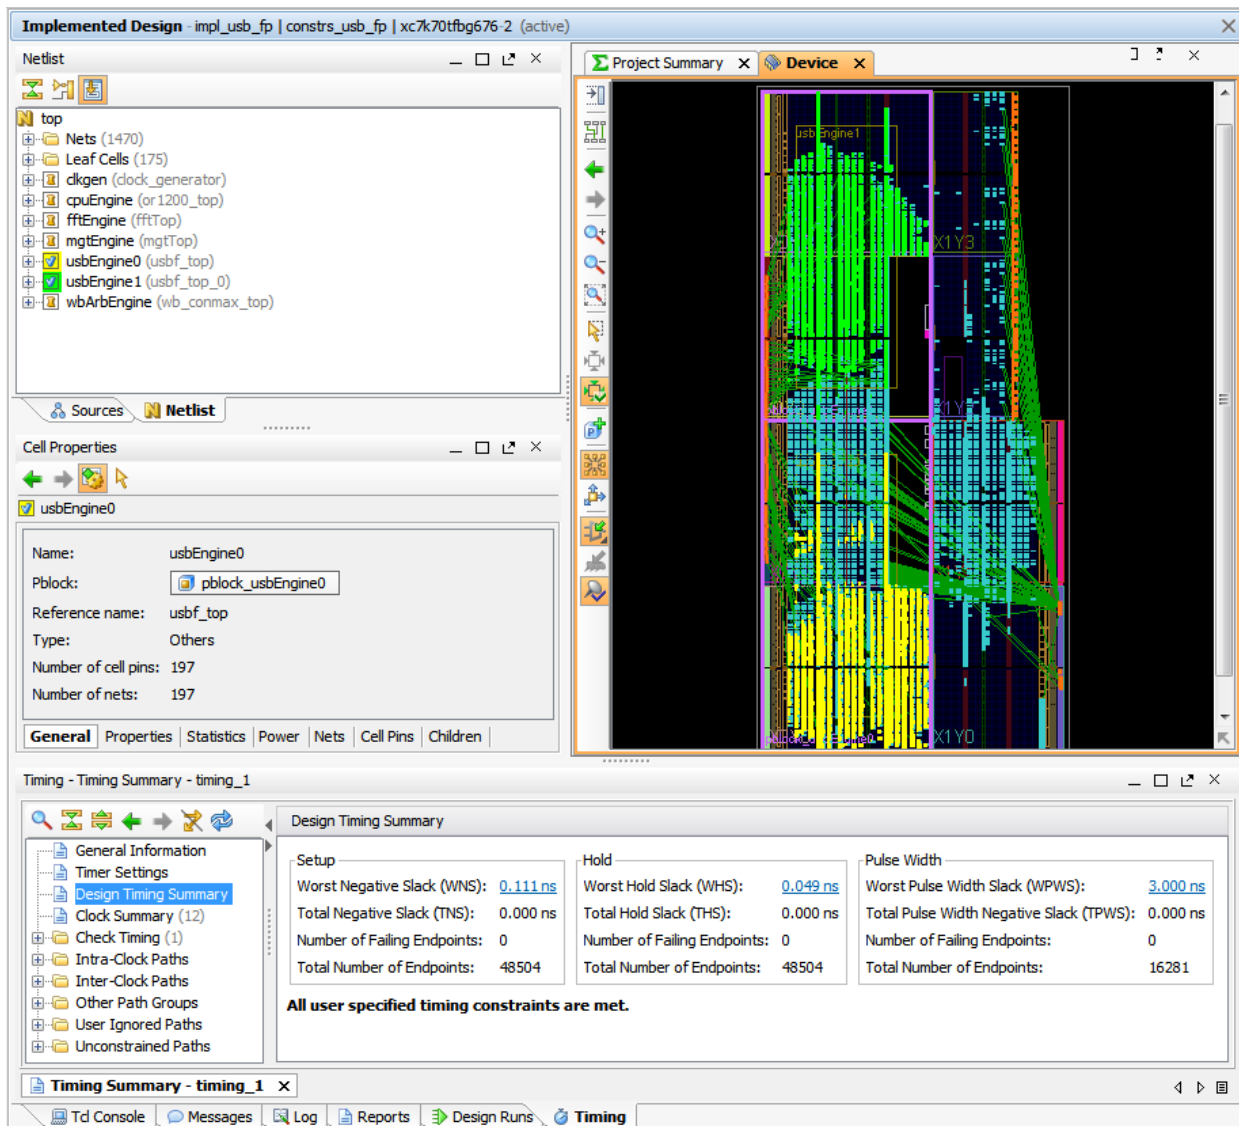 Implemented Design - impl_usb_fp | constrs_usb_fp | xc7k70tfbg676-2 (active)
Netlist
top
Nets (1470)
Leaf Cells (175)
clkgen (clock_generator)
cpuEngine (or1200_top)
fftEngine (fftTop)
mgtEngine (mgtTop)
usbEngine0 (usbf_top)
usbEngine1 (usbf_top_0)
wbArbEngine (wb_conmax_top)
Sources Netlist
Cell Properties
usbEngine0
Name: usbEngine0
Pblock: pblock_usbEngine0
Reference name: usbf_top
Type: Others
Number of cell pins: 197
Number of nets: 197
General Properties Statistics Power Nets Cell Pins Children
Project Summary Device
usbEngine1
X1Y3
X1Y0
Timing - Timing Summary - timing_1
General Information
Timer Settings
Design Timing Summary
Clock Summary (12)
Check Timing (1)
Intra-Clock Paths
Inter-Clock Paths
Other Path Groups
User Ignored Paths
Unconstrained Paths
Design Timing Summary
Setup
Worst Negative Slack (WNS): 0.111 ns
Total Negative Slack (TNS): 0.000 ns
Number of Failing Endpoints: 0
Total Number of Endpoints: 48504
Hold
Worst Hold Slack (WHS): 0.049 ns
Total Hold Slack (THS): 0.000 ns
Number of Failing Endpoints: 0
Total Number of Endpoints: 48504
Pulse Width
Worst Pulse Width Slack (WPWS): 3.000 ns
Total Pulse Width Negative Slack (TPWS): 0.000 ns
Number of Failing Endpoints: 0
Total Number of Endpoints: 16281
All user specified timing constraints are met.
Timing Summary - timing_1
Tcl Console Messages Log Reports Design Runs Timing